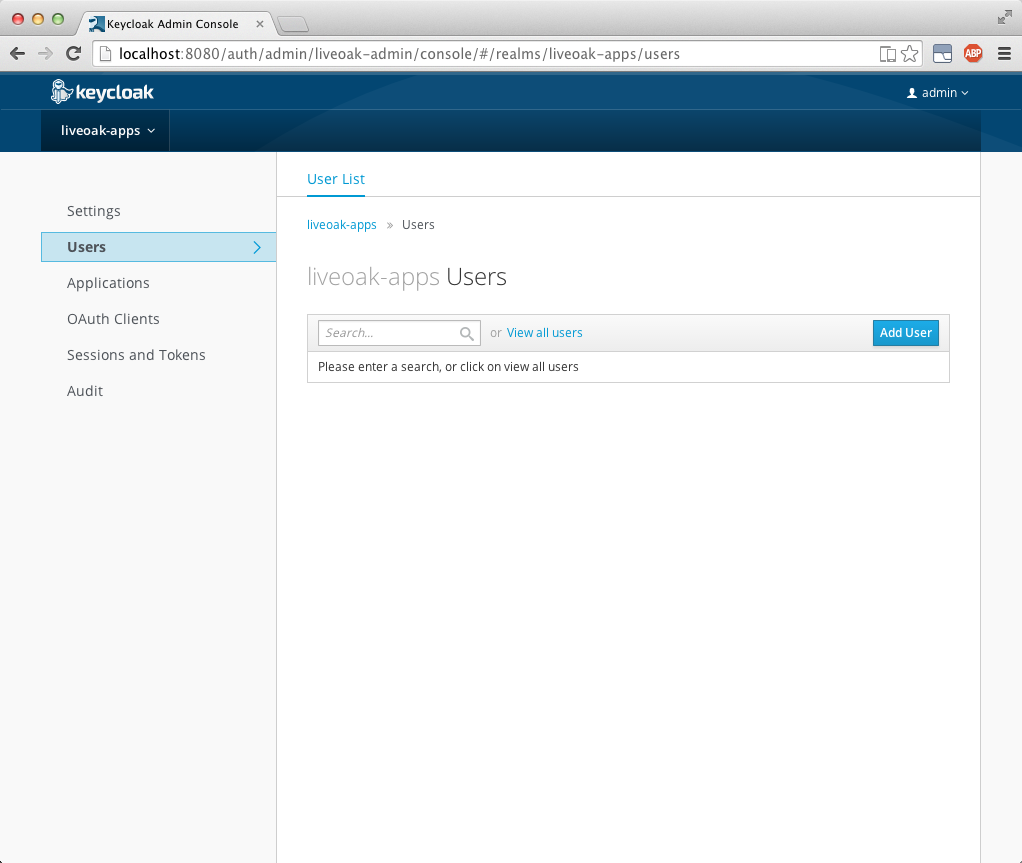 Keycloak Admin Console
localhost:8080/auth/admin/liveoak-admin/console/#/realms/liveoak-apps/users
ABP
keycloak
admin
liveoak-apps
User List
Settings
liveoak-apps » Users
Users
Applications
liveoak-apps Users
OAuth Clients
Search... or View all users Add User
Sessions and Tokens
Please enter a search, or click on view all users
Audit